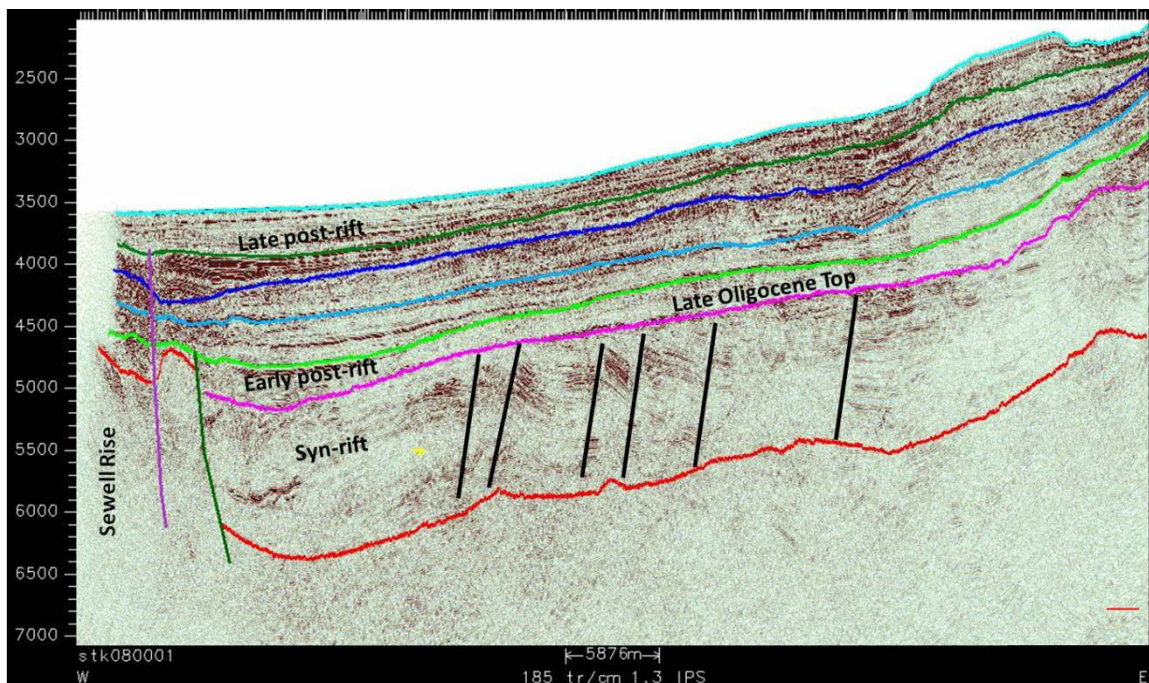 2500
3000
3500
4000
4500
5000
5500
6000
6500
7000
Late post-rift
Late Oligocene Top
Early post-rift
Syn-rift
Sewell Rise
stk080001
5876m
W
185 tr/cm 1.3 IPS
E